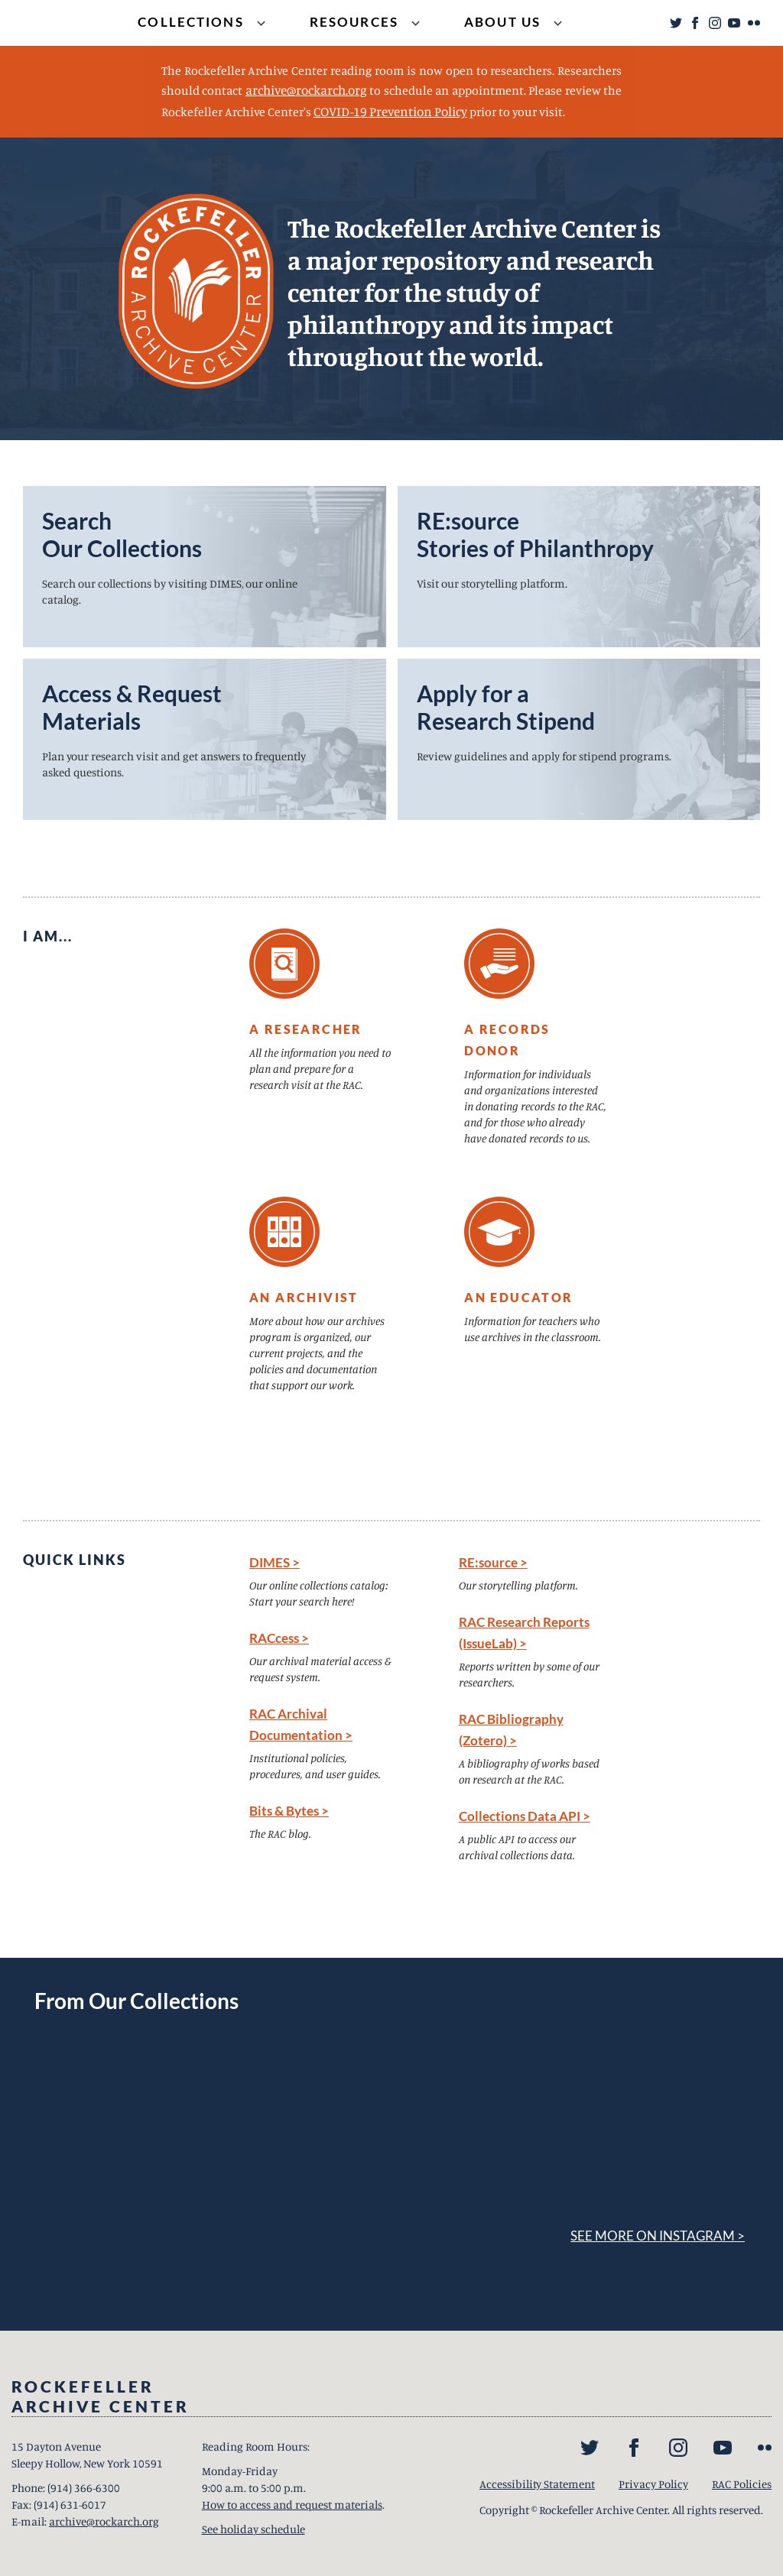 COLLECTIONS
RESOURCES
ABOUT US
The Rockefeller Archive Center reading room is now open to researchers. Researchers
should contact archive@rockarch.org to schedule an appointment. Please review the
Rockefeller Archive Center's COVID-19 Prevention Policy prior to your visit.
ROCKEFELLER
ARCHIVE CENTER
The Rockefeller Archive Center is
a major repository and research
center for the study of
philanthropy and its impact
throughout the world.
Search
Our Collections
Search our collections by visiting DIMES, our online
catalog.
RE:source
Stories of Philanthropy
Visit our storytelling platform.
Access & Request
Materials
Plan your research visit and get answers to frequently
asked questions.
Apply for a
Research Stipend
Review guidelines and apply for stipend programs.
I AM...
A RESEARCHER
All the information you need to
plan and prepare for a
research visit at the RAC.
A RECORDS
DONOR
Information for individuals
and organizations interested
in donating records to the RAC,
and for those who already
have donated records to us.
AN ARCHIVIST
More about how our archives
program is organized, our
current projects, and the
policies and documentation
that support our work.
AN EDUCATOR
Information for teachers who
use archives in the classroom.
QUICK LINKS
DIMES >
Our online collections catalog:
Start your search here!
RACcess >
Our archival material access &
request system.
RAC Archival
Documentation >
Institutional policies,
procedures, and user guides.
Bits & Bytes >
The RAC blog.
RE:source >
Our storytelling platform.
RAC Research Reports
(IssueLab) >
Reports written by some of our
researchers.
RAC Bibliography
(Zotero) >
A bibliography of works based
on research at the RAC.
Collections Data API >
A public API to access our
archival collections data.
From Our Collections
SEE MORE ON INSTAGRAM >
ROCKEFELLER
ARCHIVE CENTER
15 Dayton Avenue
Sleepy Hollow, New York 10591
Phone: (914) 366-6300
Fax: (914) 631-6017
E-mail: archive@rockarch.org
Reading Room Hours:
Monday-Friday
9:00 a.m. to 5:00 p.m.
How to access and request materials.
See holiday schedule
Accessibility Statement
Privacy Policy
RAC Policies
Copyright © Rockefeller Archive Center. All rights reserved.